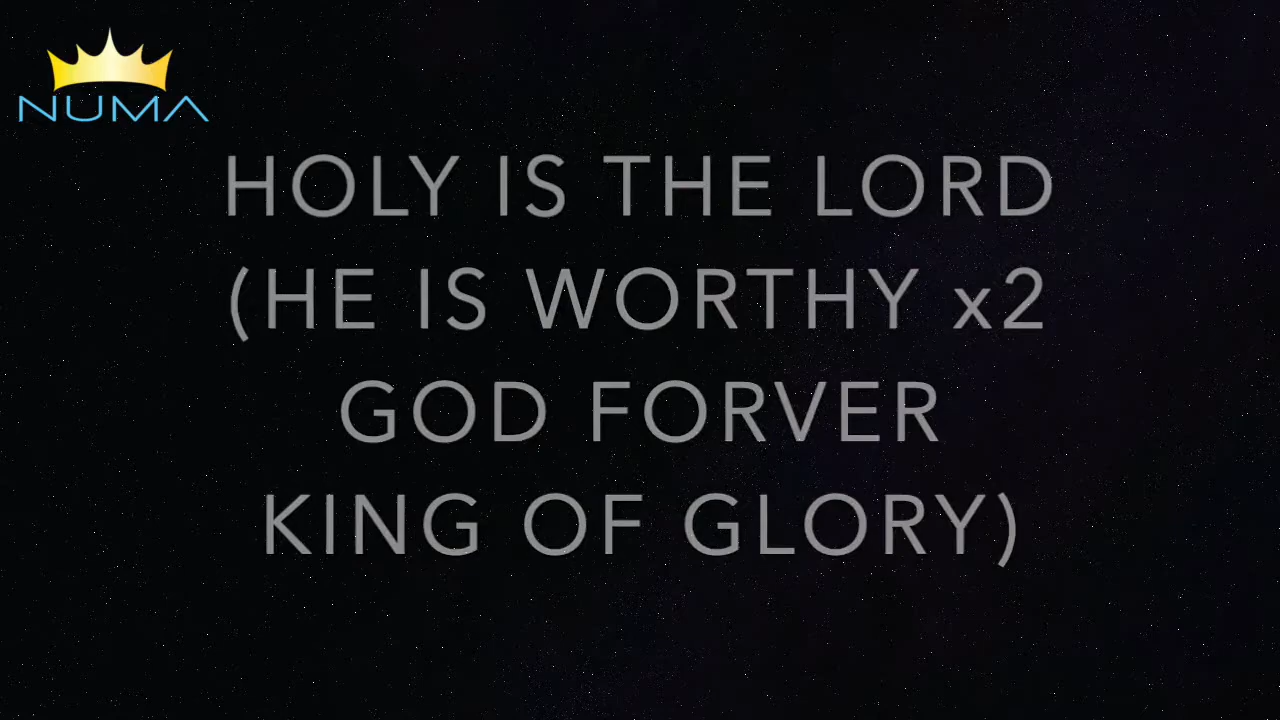 NUMA
HOLY IS THE LORD
(HE IS WORTHY x2
GOD FORVER
KING OF GLORY)